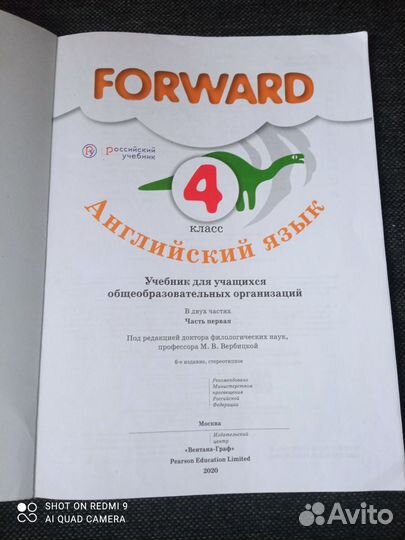 FORWARD
российский
учебник
4
класс
Английский язык
Учебник для учащихся
общеобразовательных организаций
В двух частях
Часть первая
Под редакцией доктора филологических наук,
профессора М. В. Вербицкой
6-е издание, стереотипное
Рекомендовано
Министерством
просвещения
Российской
Федерации
Москва
Издательский
центр
«Вентана-Граф»
Pearson Education Limited
2020
SHOT ON REDMI 9
AI QUAD CAMERA
Avito